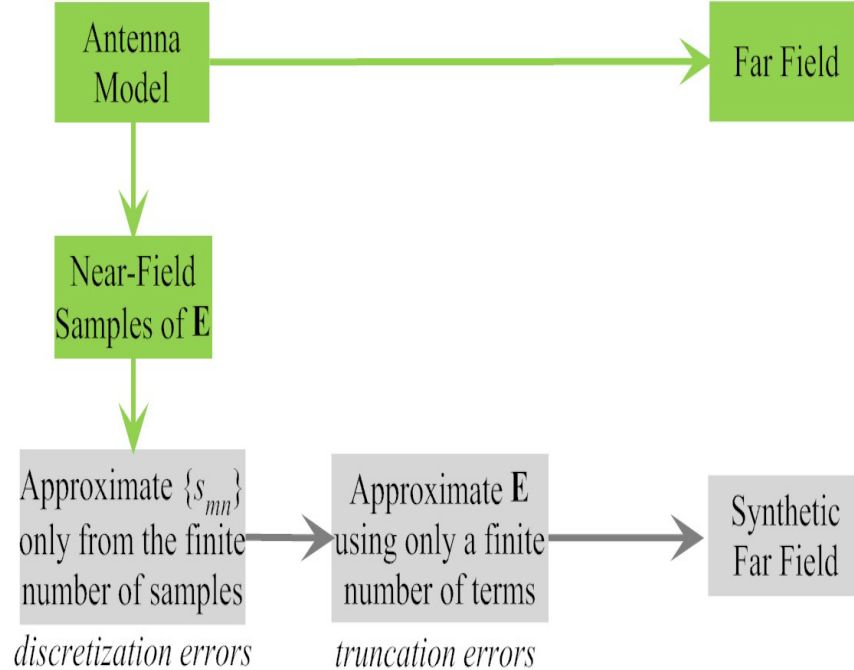 Antenna
Model
Far Field
Near-Field
Samples of E
Approximate {s_mn}
only from the finite
number of samples
discretization errors
Approximate E
using only a finite
number of terms
truncation errors
Synthetic
Far Field